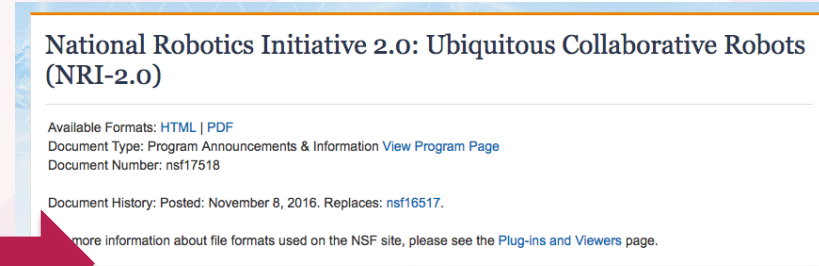 National Robotics Initiative 2.0: Ubiquitous Collaborative Robots
(NRI-2.0)
Available Formats: HTML | PDF
Document Type: Program Announcements & Information View Program Page
Document Number: nsf17518
Document History: Posted: November 8, 2016. Replaces: nsf16517.
more information about file formats used on the NSF site, please see the Plug-ins and Viewers page.